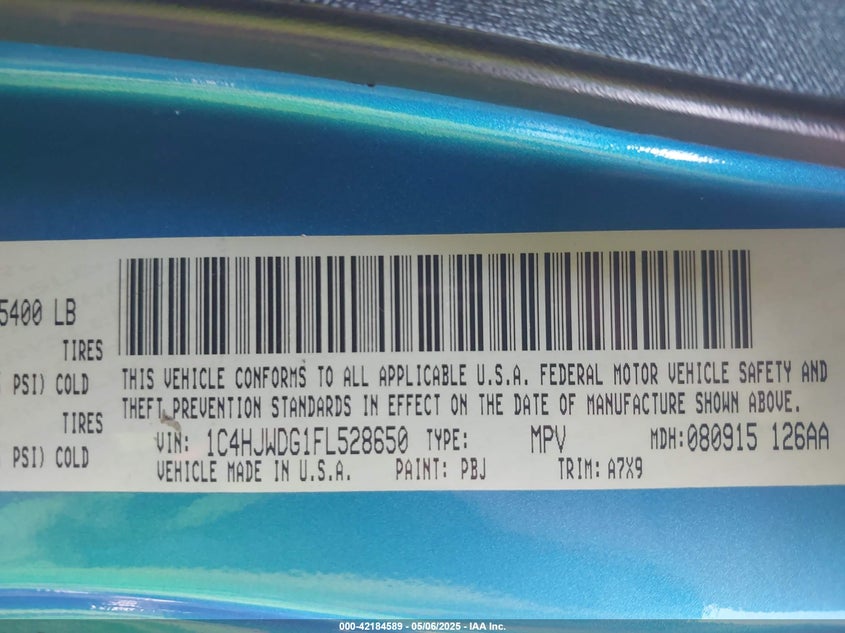 5400 LB
TIRES
PSI) COLD
TIRES
PSI) COLD
THIS VEHICLE CONFORMS TO ALL APPLICABLE U.S.A. FEDERAL MOTOR VEHICLE SAFETY AND
THEFT PREVENTION STANDARDS IN EFFECT ON THE DATE OF MANUFACTURE SHOWN ABOVE.
VIN: 1C4HJWDG1FL528650 TYPE: MPV MDH:080915 126AA
VEHICLE MADE IN U.S.A. PAINT: PBJ TRIM: A7X9
000-42184589 - 05/06/2025 - IAA Inc.